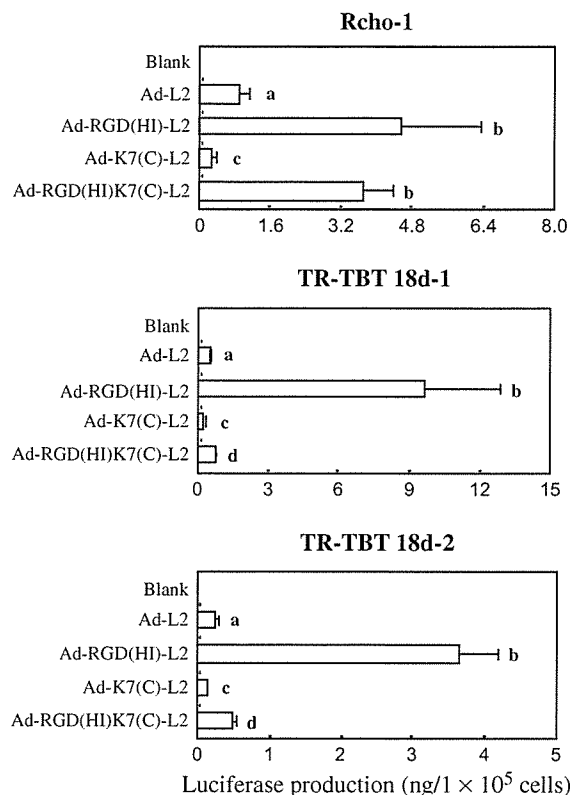 Rcho-1
Blank
Ad-L2 a
Ad-RGD(HI)-L2 b
Ad-K7(C)-L2 c
Ad-RGD(HI)K7(C)-L2 b
0 1.6 3.2 4.8 6.4 8.0
TR-TBT 18d-1
Blank
Ad-L2 a
Ad-RGD(HI)-L2 b
Ad-K7(C)-L2 c
Ad-RGD(HI)K7(C)-L2 d
0 3 6 9 12 15
TR-TBT 18d-2
Blank
Ad-L2 a
Ad-RGD(HI)-L2 b
Ad-K7(C)-L2 c
Ad-RGD(HI)K7(C)-L2 d
0 1 2 3 4 5
Luciferase production (ng/1 × 10⁵ cells)